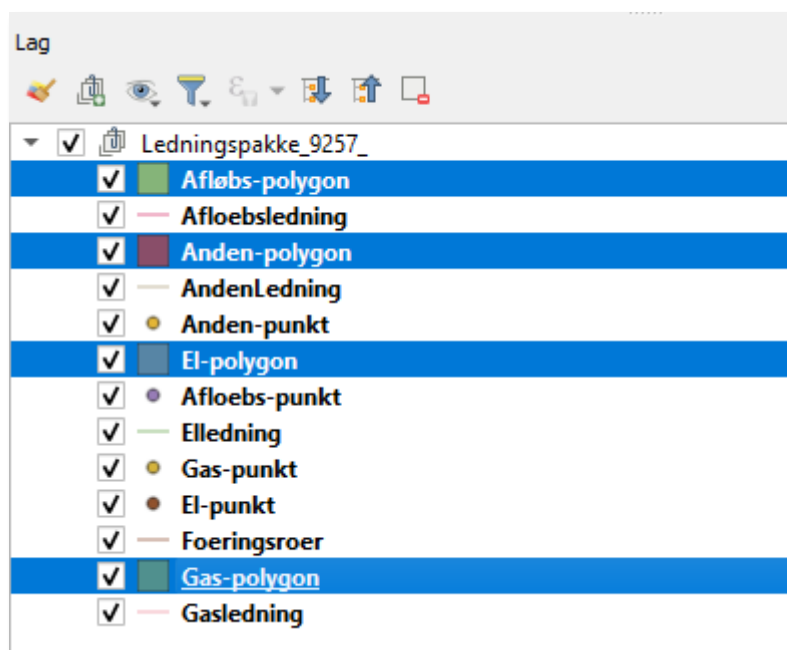 Lag
Ledningspakke_9257_
Afløbs-polygon
Afloebsledning
Anden-polygon
AndenLedning
Anden-punkt
El-polygon
Afloebs-punkt
Elledning
Gas-punkt
El-punkt
Foeringsroer
Gas-polygon
Gasledning